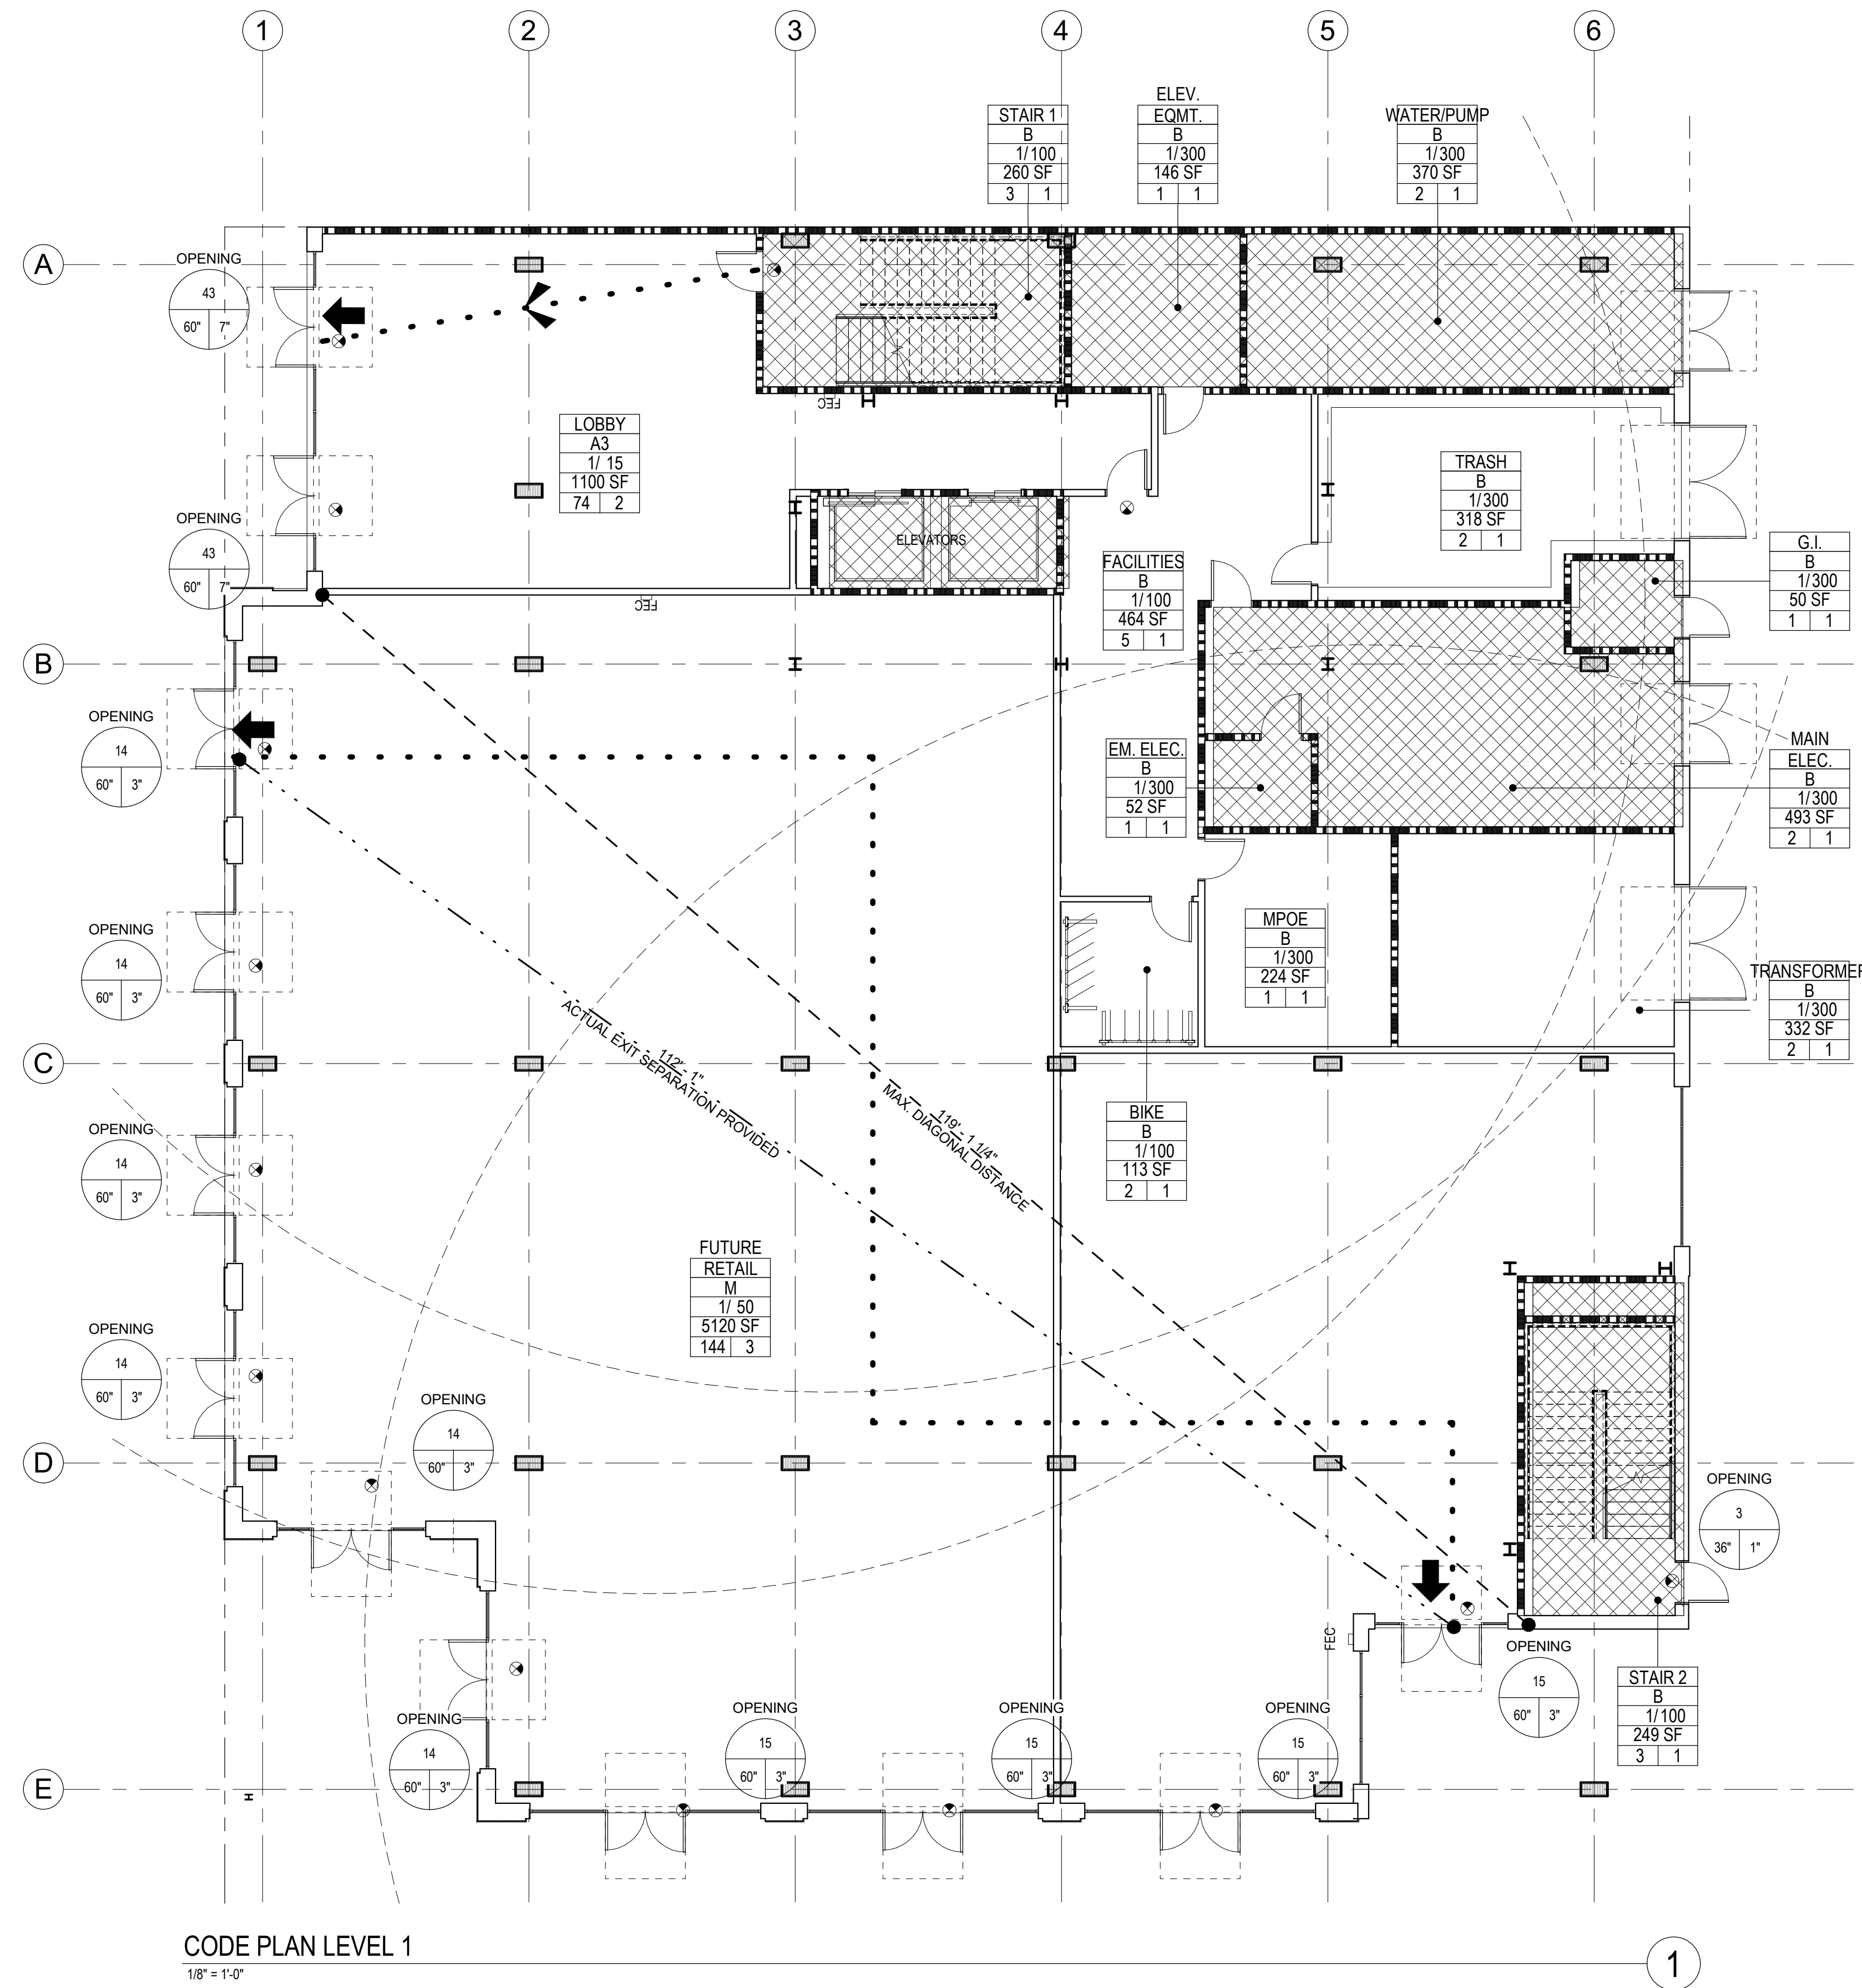 1
2
3
4
5
6
STAIR 1
B
1/100
260 SF
3 1
ELEV.
EQMT.
B
1/300
146 SF
1 1
WATER/PUMP
B
1/300
370 SF
2 1
A
OPENING
43
60" 7"
LOBBY
A3
1/ 15
1100 SF
74 2
FEC
TRASH
B
1/300
318 SF
2 1
OPENING
43
60" 7"
ELEVATORS
FEC
FACILITIES
B
1/100
464 SF
5 1
G.I.
B
1/300
50 SF
1 1
B
OPENING
14
60" 3"
EM. ELEC.
B
1/300
52 SF
1 1
MAIN
ELEC.
B
1/300
493 SF
2 1
OPENING
14
60" 3"
MPOE
B
1/300
224 SF
1 1
TRANSFORMER
B
1/300
332 SF
2 1
112' - 1"
ACTUAL EXIT SEPARATION PROVIDED
119' - 1 1/4"
MAX. DIAGONAL DISTANCE
C
OPENING
14
60" 3"
BIKE
B
1/100
113 SF
2 1
FUTURE
RETAIL
M
1/ 50
5120 SF
144 3
OPENING
14
60" 3"
OPENING
14
60" 3"
D
OPENING
3
36" 1"
FEC
OPENING
15
60" 3"
STAIR 2
B
1/100
249 SF
3 1
OPENING
14
60" 3"
OPENING
15
60" 3"
OPENING
15
60" 3"
OPENING
15
60" 3"
E
CODE PLAN LEVEL 1
1/8" = 1'-0"
1